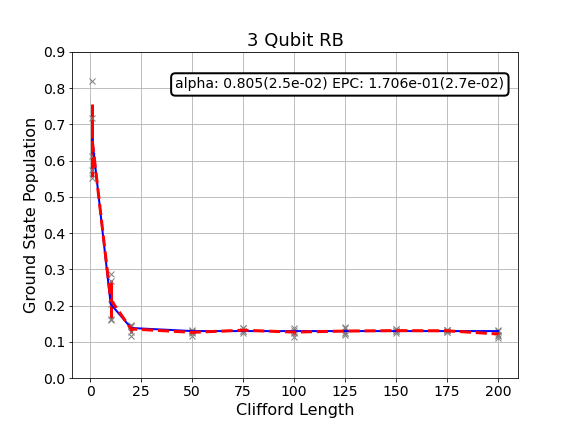 3 Qubit RB
alpha: 0.805(2.5e-02) EPC: 1.706e-01(2.7e-02)
Ground State Population
0.9
0.8
0.7
0.6
0.5
0.4
0.3
0.2
0.1
0.0
0 25 50 75 100 125 150 175 200
Clifford Length